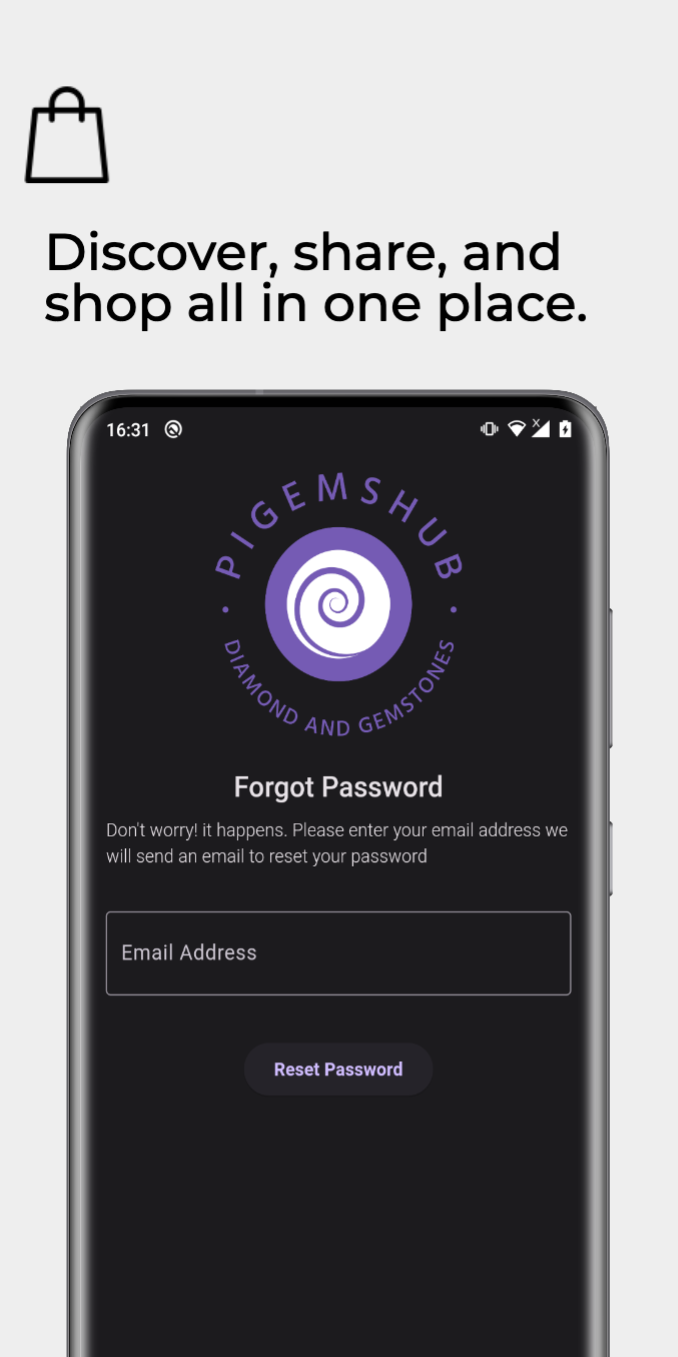 Discover, share, and
shop all in one place.
16:31
PIGEMSHUB
DIAMOND AND GEMSTONES
Forgot Password
Don't worry! it happens. Please enter your email address we
will send an email to reset your password
Email Address
Reset Password